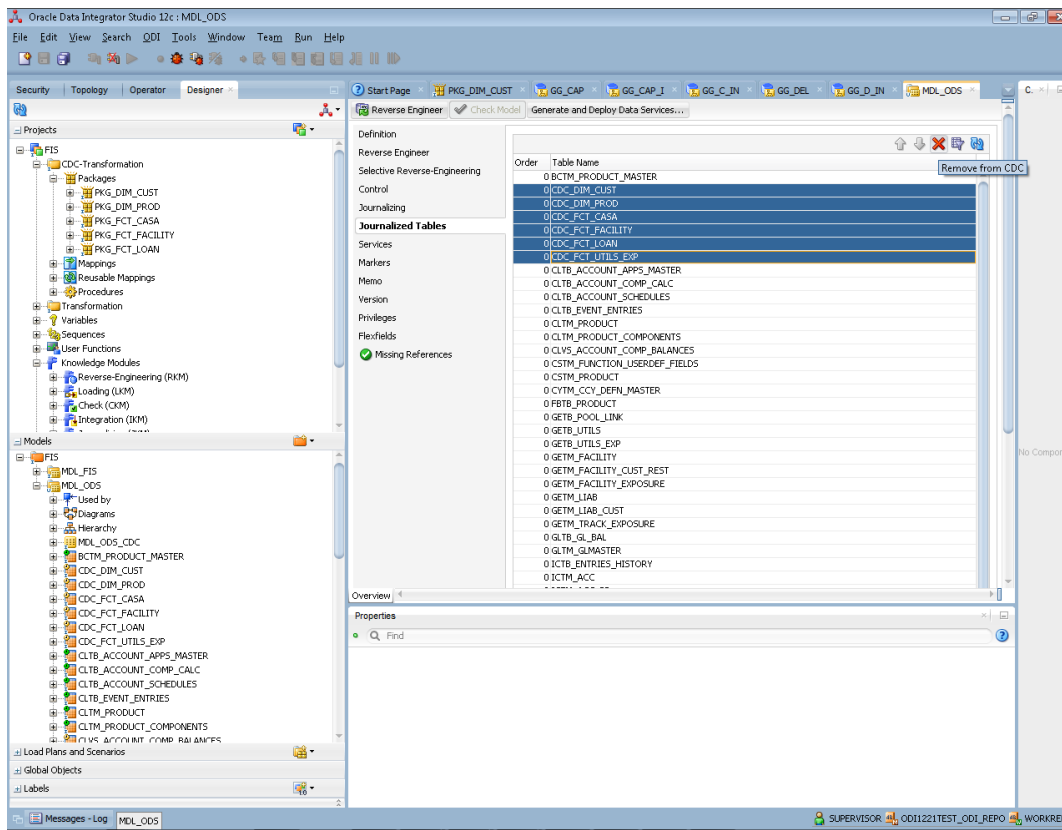 Oracle Data Integrator Studio 12c : MDL_ODS
File Edit View Search ODI Tools Window Team Run Help
Security Topology Operator Designer
Projects
FIS
CDC-Transformation
Packages
PKG_DIM_CUST
PKG_DIM_PROD
PKG_FCT_CASA
PKG_FCT_FACILITY
PKG_FCT_LOAN
Mappings
Reusable Mappings
Procedures
Transformation
Variables
Sequences
User Functions
Knowledge Modules
Reverse-Engineering (RKM)
Loading (LKM)
Check (CKM)
Integration (IKM)
Models
FIS
MDL_FIS
MDL_ODS
Used by
Diagrams
Hierarchy
MDL_ODS_CDC
BCTM_PRODUCT_MASTER
CDC_DIM_CUST
CDC_DIM_PROD
CDC_FCT_CASA
CDC_FCT_FACILITY
CDC_FCT_LOAN
CDC_FCT_UTILS_EXP
CLTB_ACCOUNT_APPS_MASTER
CLTB_ACCOUNT_COMP_CALC
CLTB_ACCOUNT_SCHEDULES
CLTB_EVENT_ENTRIES
CLTM_PRODUCT
CLTM_PRODUCT_COMPONENTS
CLVS_ACCOUNT_COMP_BALANCES
Load Plans and Scenarios
Global Objects
Labels
Start Page PKG_DIM_CUST GG_CAP GG_CAP_I GG_C_IN GG_DEL GG_D_IN MDL_ODS C.
Reverse Engineer Check Model Generate and Deploy Data Services...
Definition
Reverse Engineer
Selective Reverse-Engineering
Control
Journalizing
Journalized Tables
Services
Markers
Memo
Version
Privileges
Flexfields
Missing References
Remove from CDC
Order Table Name
0 BCTM_PRODUCT_MASTER
0 CDC_DIM_CUST
0 CDC_DIM_PROD
0 CDC_FCT_CASA
0 CDC_FCT_FACILITY
0 CDC_FCT_LOAN
0 CDC_FCT_UTILS_EXP
0 CLTB_ACCOUNT_APPS_MASTER
0 CLTB_ACCOUNT_COMP_CALC
0 CLTB_ACCOUNT_SCHEDULES
0 CLTB_EVENT_ENTRIES
0 CLTM_PRODUCT
0 CLTM_PRODUCT_COMPONENTS
0 CLVS_ACCOUNT_COMP_BALANCES
0 CSTM_FUNCTION_USERDEF_FIELDS
0 CSTM_PRODUCT
0 CYTM_CCY_DEFN_MASTER
0 FBTB_PRODUCT
0 GETB_POOL_LINK
0 GETB_UTILS
0 GETB_UTILS_EXP
0 GETM_FACILITY
0 GETM_FACILITY_CUST_REST
0 GETM_FACILITY_EXPOSURE
0 GETM_LIAB
0 GETM_LIAB_CUST
0 GETM_TRACK_EXPOSURE
0 GLTB_GL_BAL
0 GLTM_GLMASTER
0 ICTB_ENTRIES_HISTORY
0 ICTM_ACC
Overview
No Compor
Properties
Find
Messages - Log MDL_ODS
SUPERVISOR ODI1221TEST_ODI_REPO WORKRE